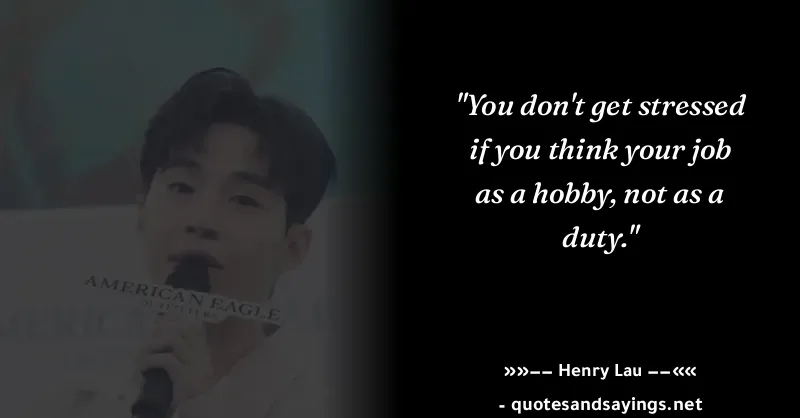 "You don't get stressed
if you think your job
as a hobby, not as a
duty."
AMERICAN EAGLE
OUTFITTERS
»»−− Henry Lau −−««
- quotesandsayings.net